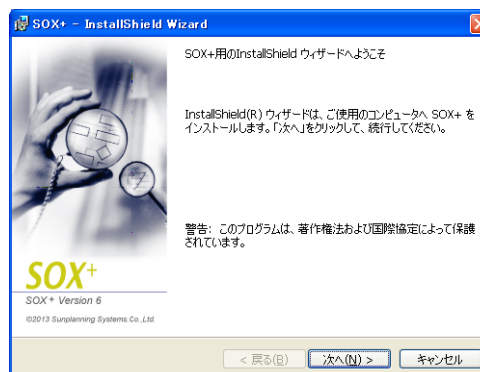 SOX+ - InstallShield Wizard
SOX+用のInstallShield ウィザードへようこそ
InstallShield(R) ウィザードは、ご使用のコンピュータへ SOX+ を
インストールします。「次へ」をクリックして、続行してください。
警告: このプログラムは、著作権法および国際協定によって保護
されています。
SOX+
SOX+ Version 6
©2013 Sunplanning Systems.Co.,Ltd
< 戻る(B)
次へ(N) >
キャンセル